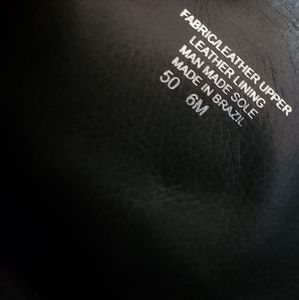 FABRIC/LEATHER UPPER
LEATHER LINING
MAN MADE SOLE
MADE IN BRAZIL
50 6M